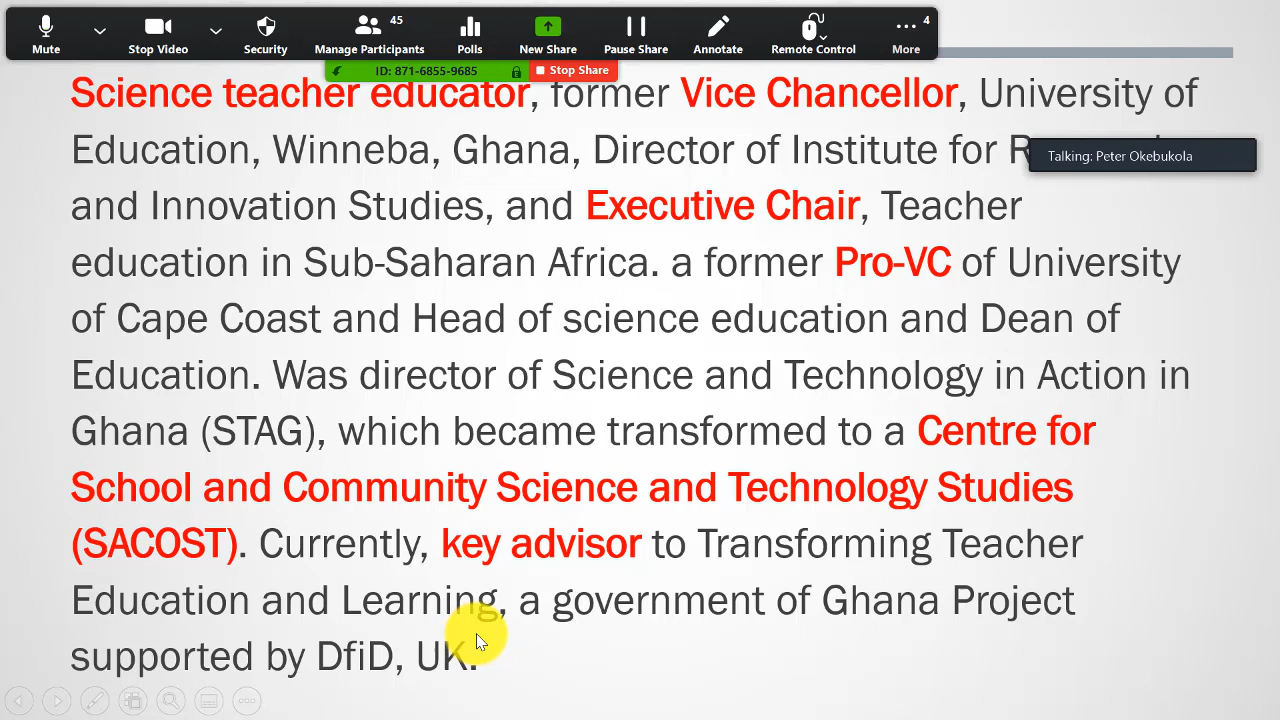 45
4
Mute
Stop Video
Security
Manage Participants
Polls
New Share
Pause Share
Annotate
Remote Control
More
ID: 871-6855-9685
Stop Share
Science teacher educator, former Vice Chancellor, University of
Education, Winneba, Ghana, Director of Institute for
Talking: Peter Okebukola
and Innovation Studies, and Executive Chair, Teacher
education in Sub-Saharan Africa. a former Pro-VC of University
of Cape Coast and Head of science education and Dean of
Education. Was director of Science and Technology in Action in
Ghana (STAG), which became transformed to a Centre for
School and Community Science and Technology Studies
(SACOST). Currently, key advisor to Transforming Teacher
Education and Learning, a government of Ghana Project
supported by DfiD, UK.